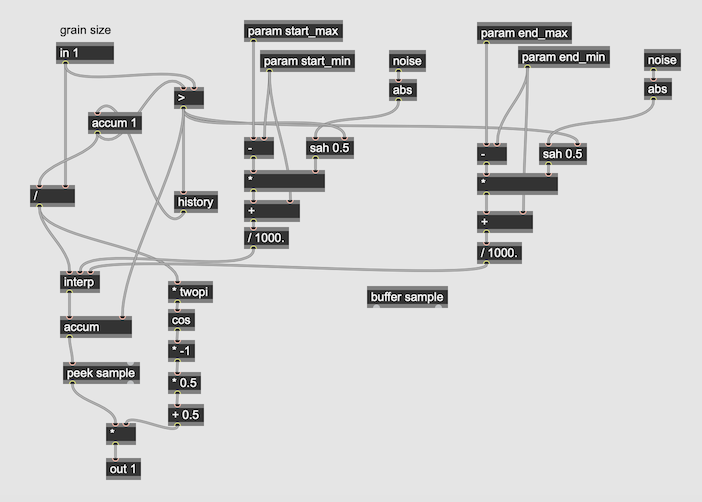 grain size
in 1
param start_max
param start_min
noise
abs
param end_max
param end_min
noise
abs
>
accum 1
-
sah 0.5
-
sah 0.5
*
*
/
history
+
+
/ 1000.
/ 1000.
interp
* twopi
buffer sample
accum
cos
* -1
peek sample
* 0.5
+ 0.5
*
out 1